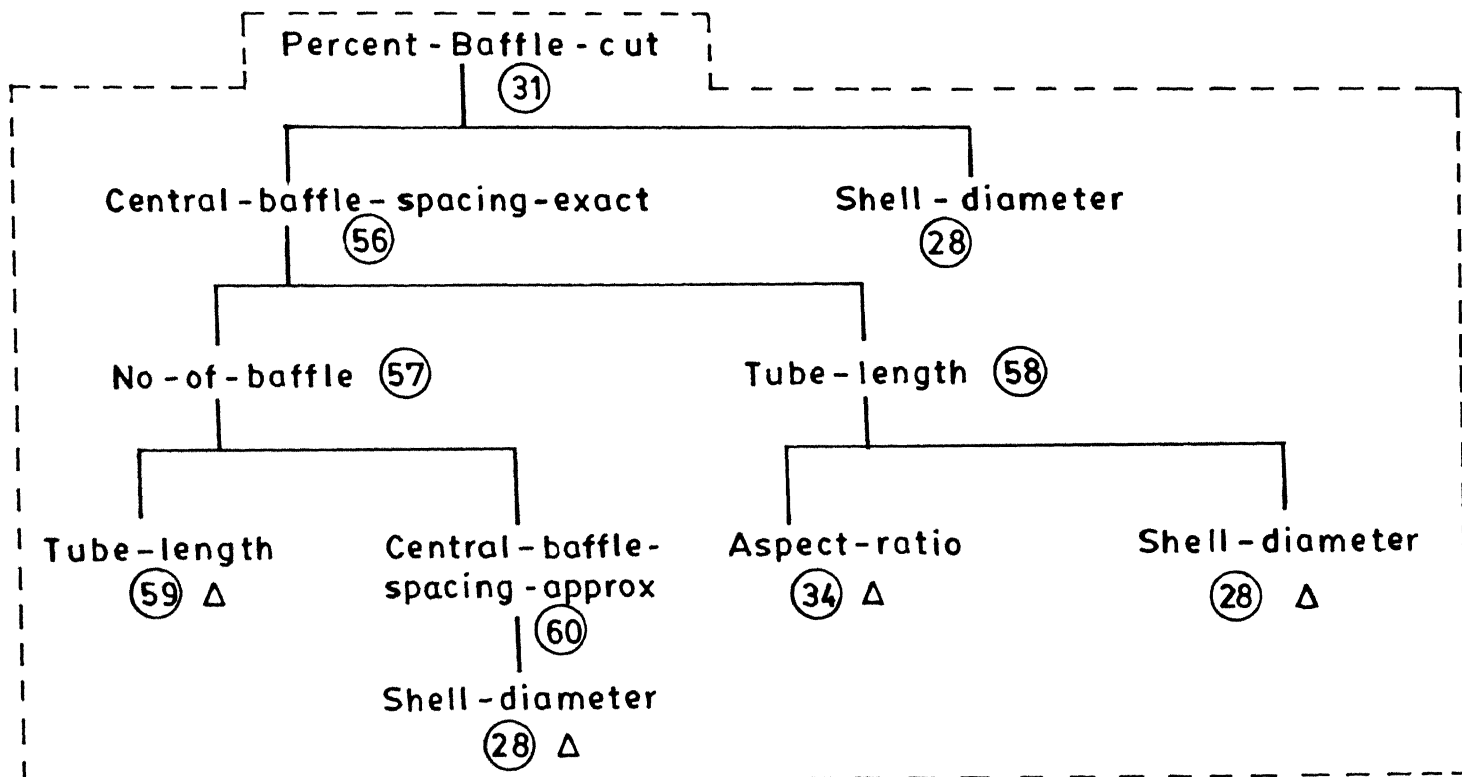 Percent-Baffle-cut
31
Central-baffle-spacing-exact
56
Shell-diameter
28
No-of-baffle 57
Tube-length 58
Tube-length
59 Δ
Central-baffle-
spacing-approx
60
Aspect-ratio
34 Δ
Shell-diameter
28 Δ
Shell-diameter
28 Δ